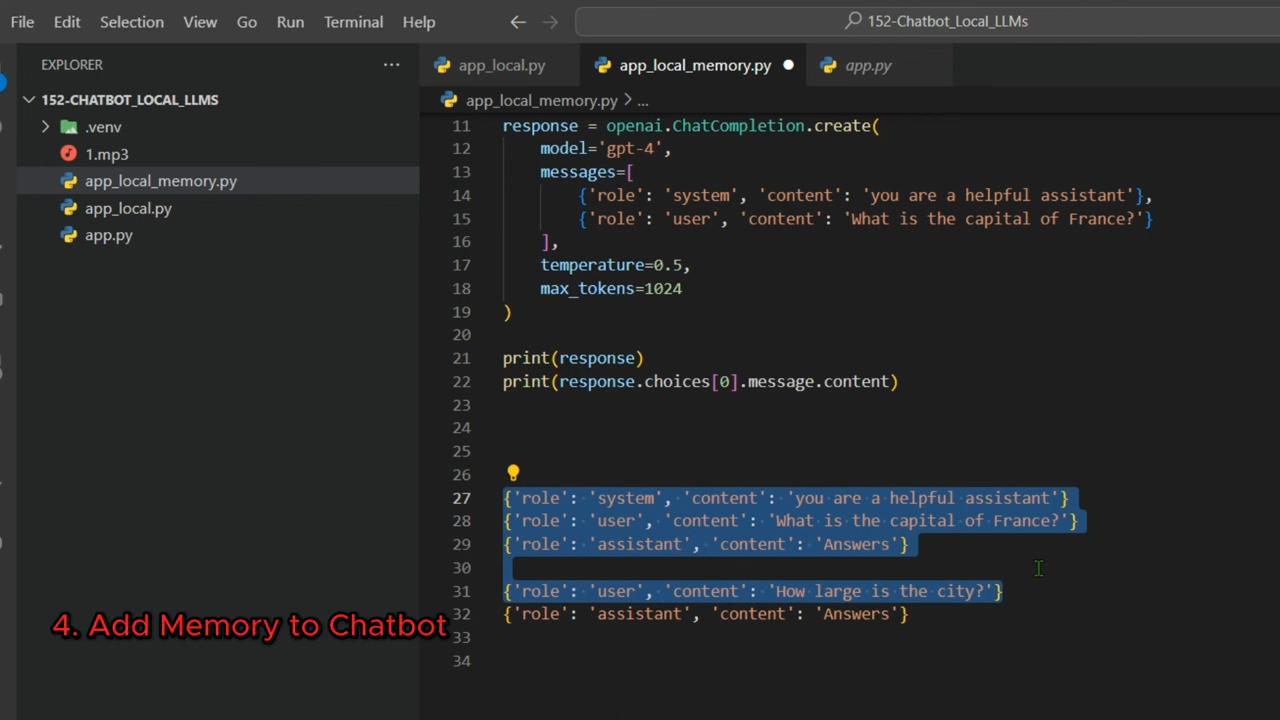 File Edit Selection View Go Run Terminal Help
152-Chatbot_Local_LLMs
EXPLORER
152-CHATBOT_LOCAL_LLMS
.venv
1.mp3
app_local_memory.py
app_local.py
app.py
app_local.py app_local_memory.py app.py
app_local_memory.py > ...
11 response = openai.ChatCompletion.create(
12 model='gpt-4',
13 messages=[
14 {'role': 'system', 'content': 'you are a helpful assistant'},
15 {'role': 'user', 'content': 'What is the capital of France?'}
16 ],
17 temperature=0.5,
18 max_tokens=1024
19 )
20
21 print(response)
22 print(response.choices[0].message.content)
23
24
25
26
27 {'role': 'system', 'content': 'you are a helpful assistant'}
28 {'role': 'user', 'content': 'What is the capital of France?'}
29 {'role': 'assistant', 'content': 'Answers'}
30
31 {'role': 'user', 'content': 'How large is the city?'}
32 {'role': 'assistant', 'content': 'Answers'}
33
34
4. Add Memory to Chatbot